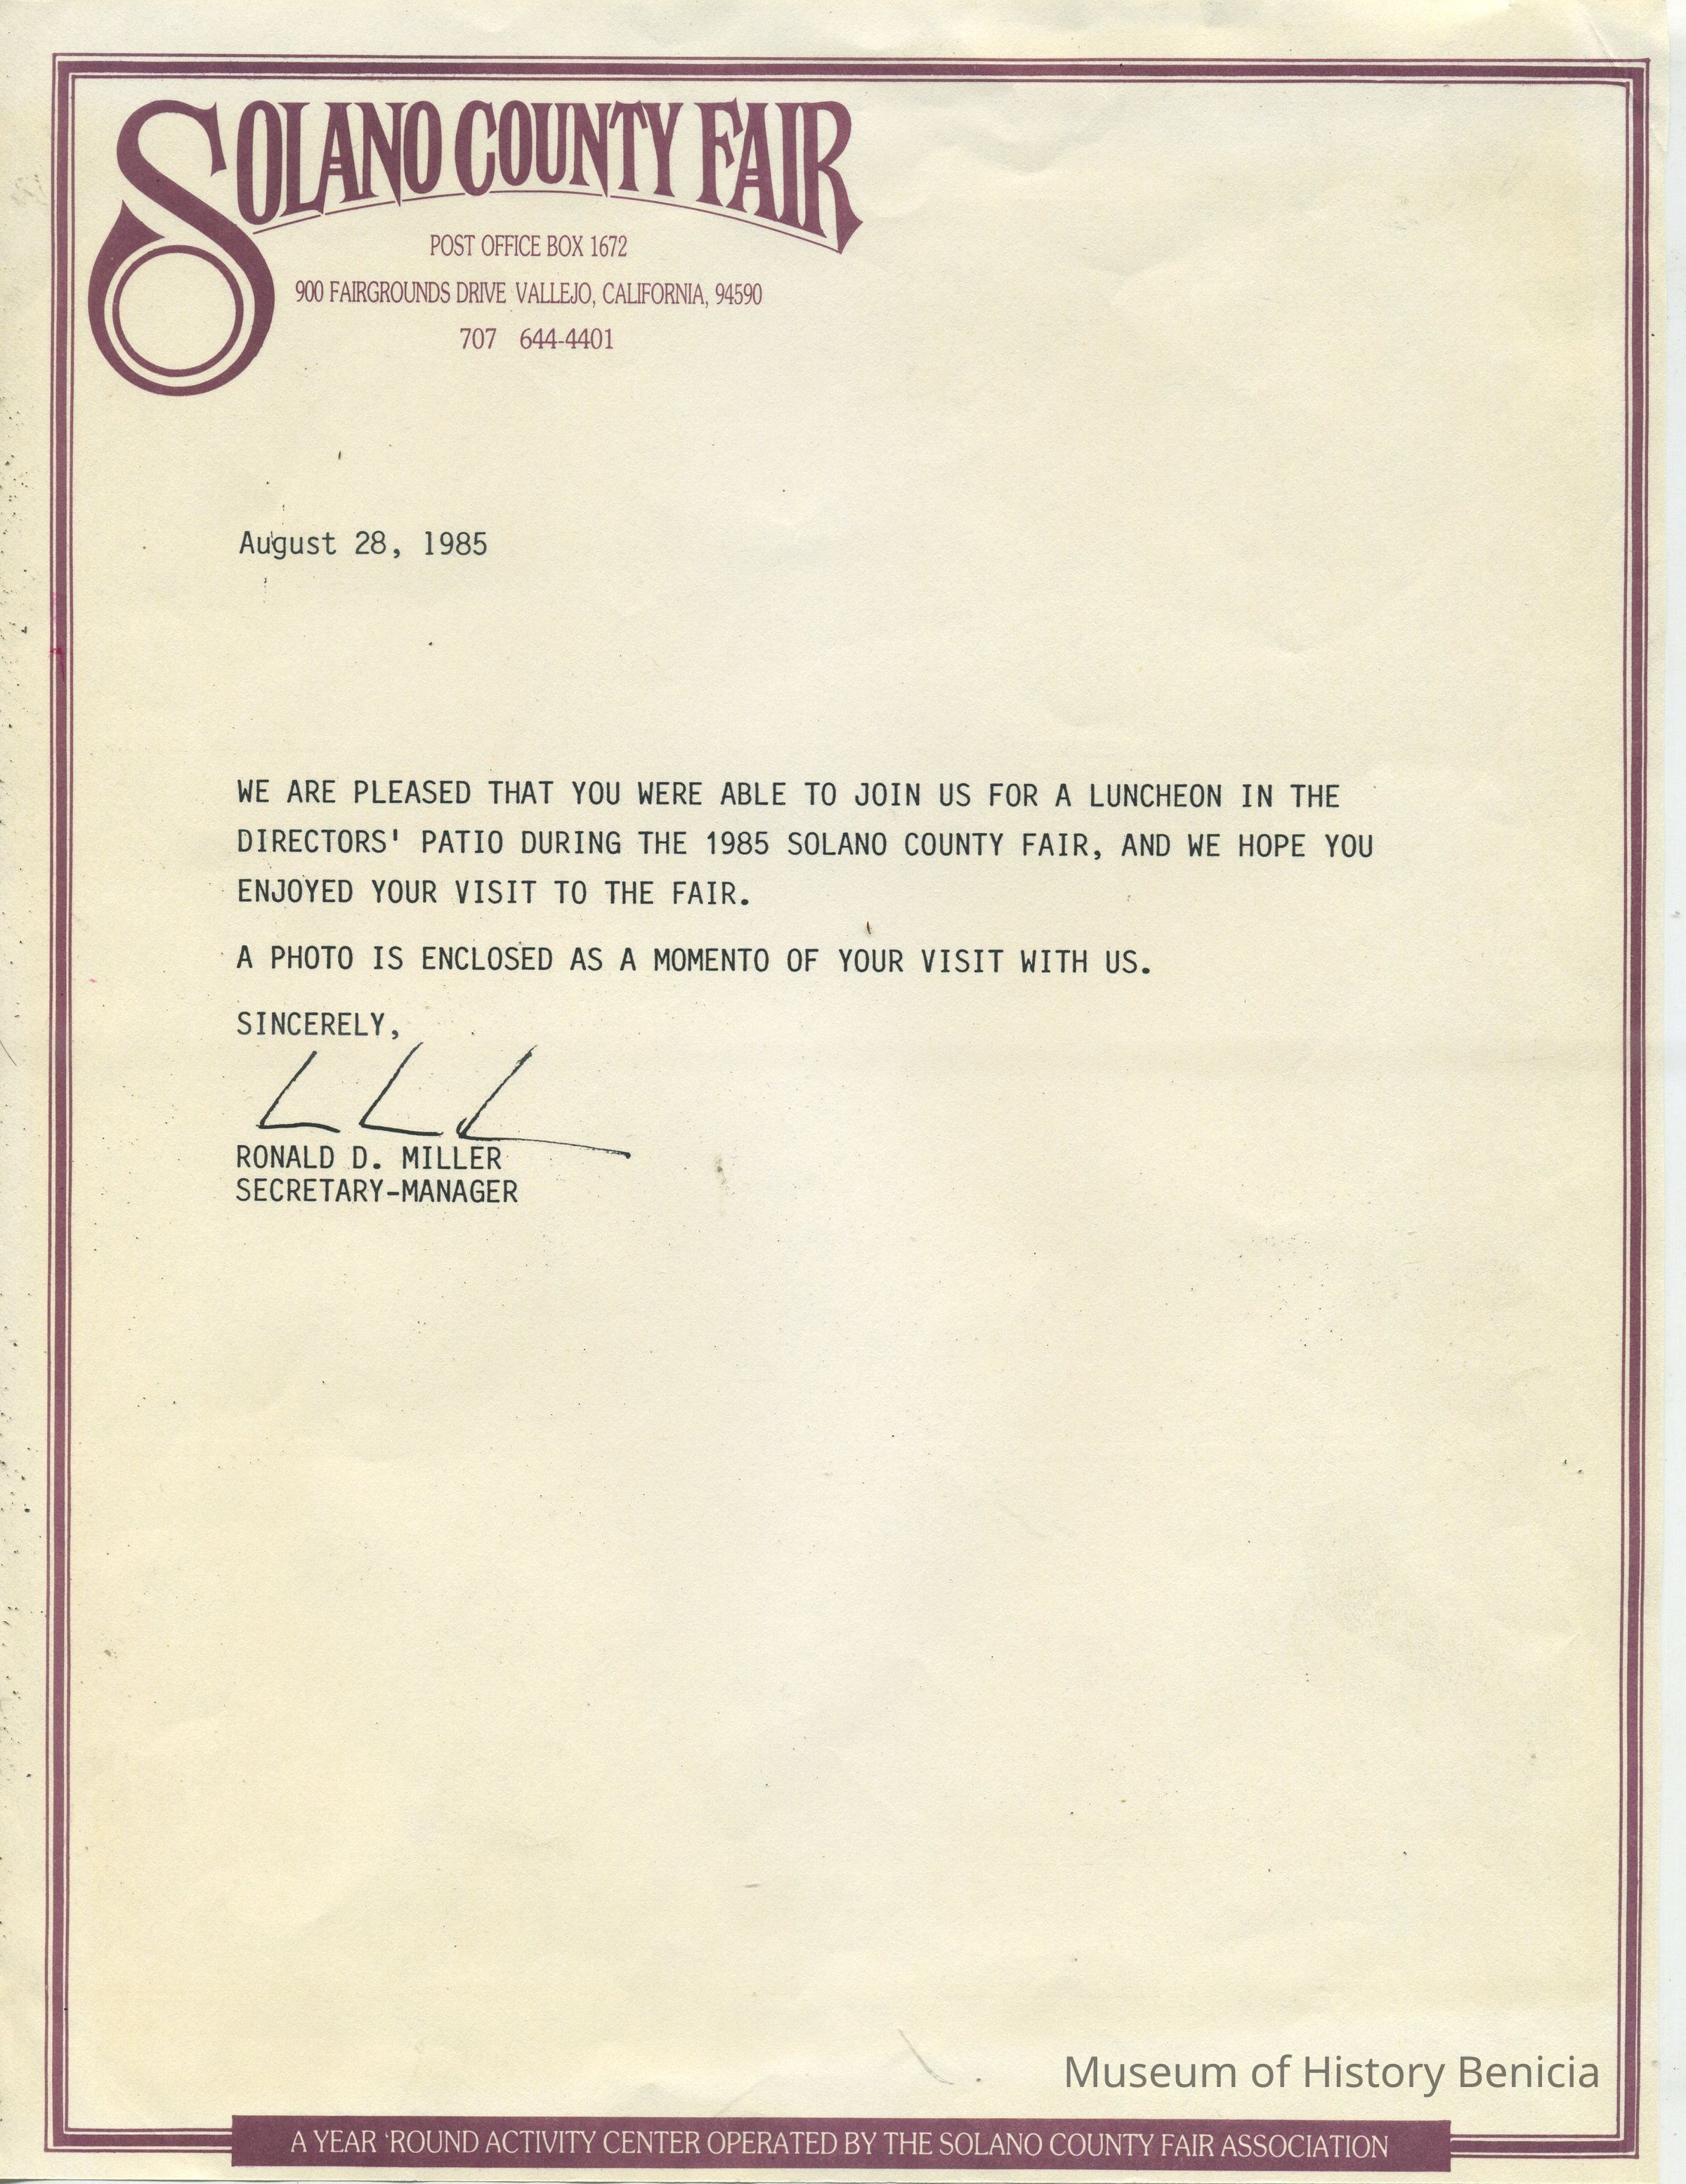 SOLANO COUNTY FAIR
POST OFFICE BOX 1672
900 FAIRGROUNDS DRIVE VALLEJO, CALIFORNIA, 94590
707 644-4401
August 28, 1985
WE ARE PLEASED THAT YOU WERE ABLE TO JOIN US FOR A LUNCHEON IN THE
DIRECTORS' PATIO DURING THE 1985 SOLANO COUNTY FAIR, AND WE HOPE YOU
ENJOYED YOUR VISIT TO THE FAIR.
A PHOTO IS ENCLOSED AS A MOMENTO OF YOUR VISIT WITH US.
SINCERELY,
RONALD D. MILLER
SECRETARY-MANAGER
Museum of History Benicia
A YEAR 'ROUND ACTIVITY CENTER OPERATED BY THE SOLANO COUNTY FAIR ASSOCIATION